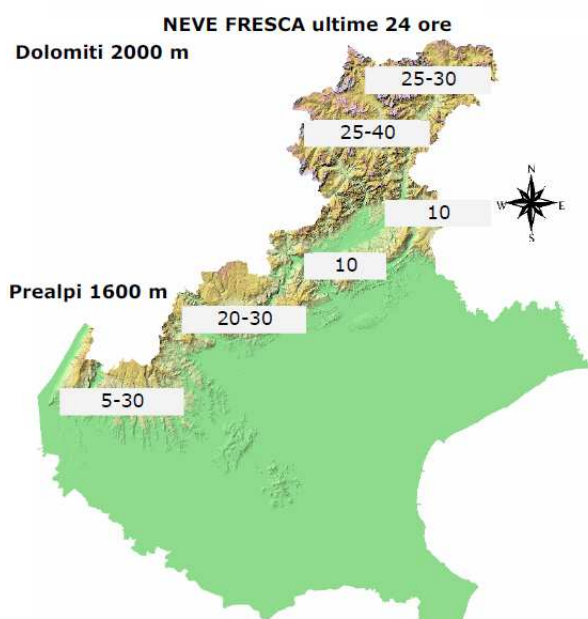 NEVE FRESCA ultime 24 ore
Dolomiti 2000 m
25-30
25-40
N
W E
S
10
10
Prealpi 1600 m
20-30
5-30